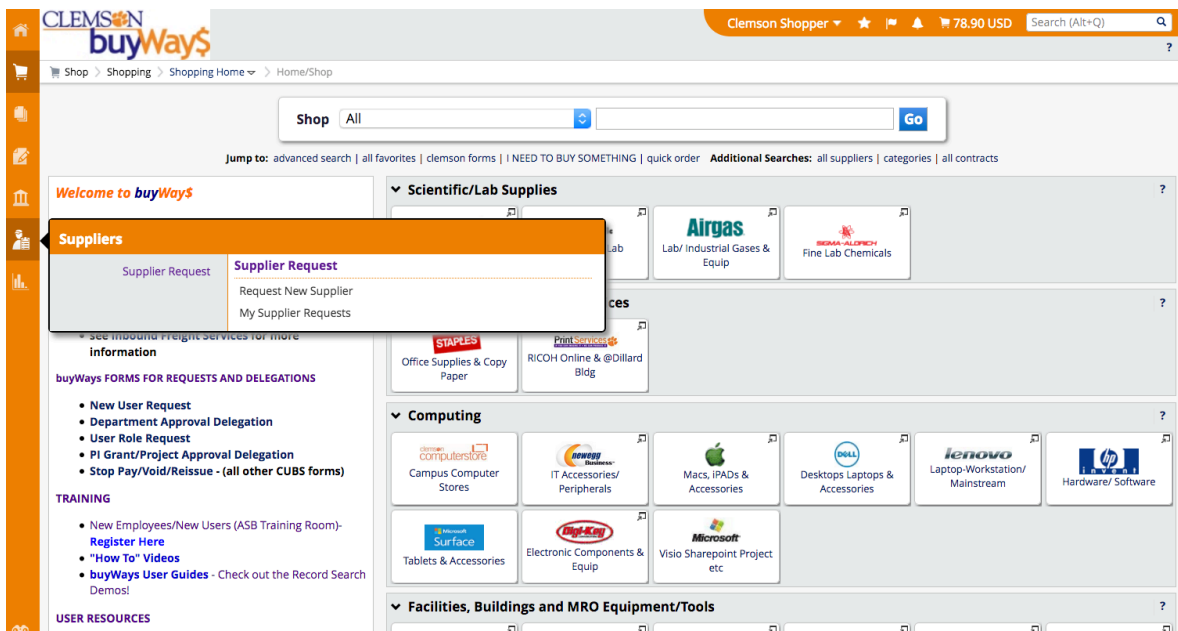 CLEMSON
buyWay$
Clemson Shopper
78.90 USD
Search (Alt+Q)
?
Shop > Shopping > Shopping Home > Home/Shop
Shop
All
Go
Jump to: advanced search | all favorites | clemson forms | I NEED TO BUY SOMETHING | quick order Additional Searches: all suppliers | categories | all contracts
Welcome to buyWay$
Suppliers
Supplier Request
Supplier Request
Request New Supplier
My Supplier Requests
see Inbound Freight Services for more
information
buyWays FORMS FOR REQUESTS AND DELEGATIONS
• New User Request
• Department Approval Delegation
• User Role Request
• PI Grant/Project Approval Delegation
• Stop Pay/Void/Reissue - (all other CUBS forms)
TRAINING
• New Employees/New Users (ASB Training Room)-
Register Here
• "How To" Videos
• buyWays User Guides - Check out the Record Search
Demos!
USER RESOURCES
Scientific/Lab Supplies
?
Lab
Airgas
Lab/ Industrial Gases &
Equip
SIGMA-ALDRICH
Fine Lab Chemicals
ces
?
STAPLES
Office Supplies & Copy
Paper
PrintServices
RICOH Online & @Dillard
Bldg
Computing
?
clemson
computerstore
Campus Computer
Stores
newegg
Business
IT Accessories/
Peripherals
Macs, iPADs &
Accessories
DELL
Desktops Laptops &
Accessories
lenovo
Laptop-Workstation/
Mainstream
hp
invent
Hardware/ Software
Microsoft
Surface
Tablets & Accessories
Digi-Key
Electronic Components &
Equip
Microsoft
Visio Sharepoint Project
etc
Facilities, Buildings and MRO Equipment/Tools
?